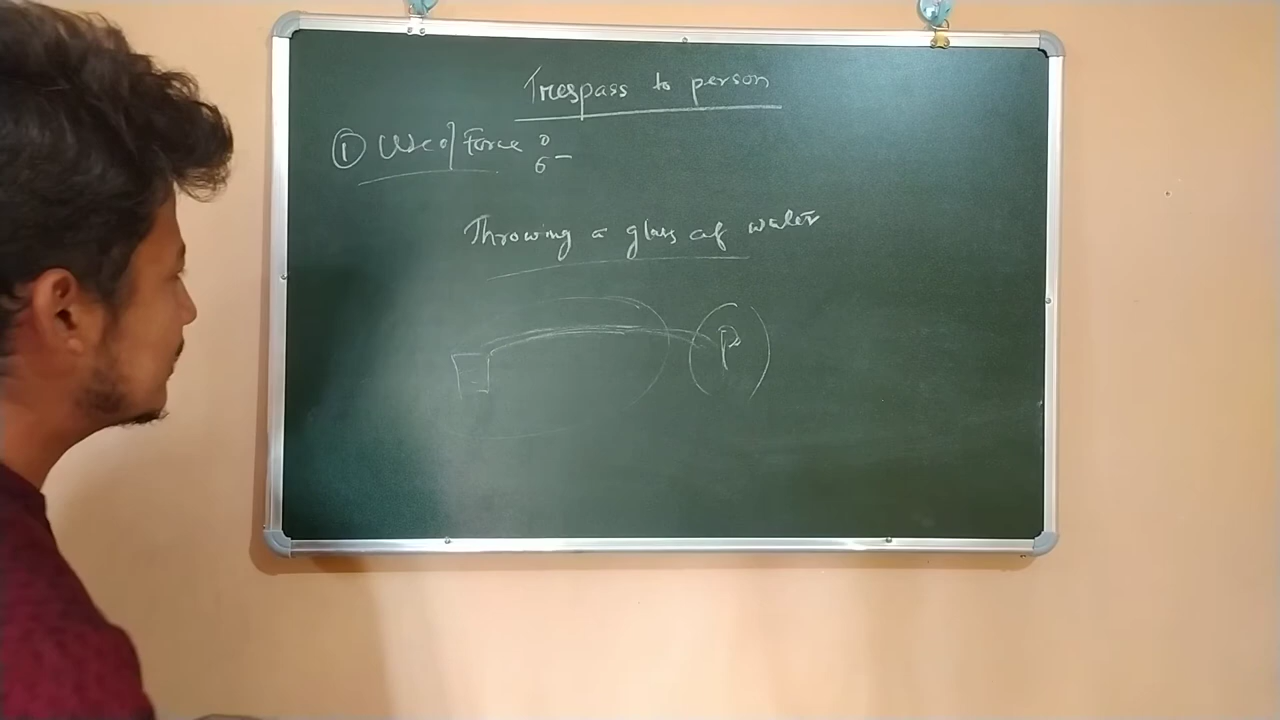 Trespass to person
① Use of Force :-
Throwing a glass of water
P